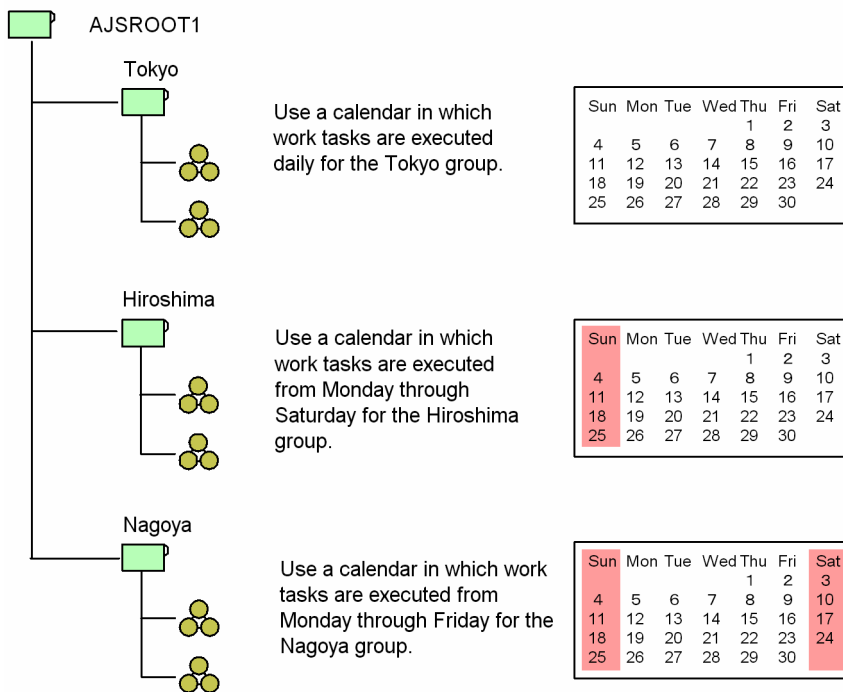 AJSROOT1
Tokyo
Use a calendar in which
work tasks are executed
daily for the Tokyo group.
Sun Mon Tue Wed Thu Fri Sat
1 2 3
4 5 6 7 8 9 10
11 12 13 14 15 16 17
18 19 20 21 22 23 24
25 26 27 28 29 30
Hiroshima
Use a calendar in which
work tasks are executed
from Monday through
Saturday for the Hiroshima
group.
Sun Mon Tue Wed Thu Fri Sat
1 2 3
4 5 6 7 8 9 10
11 12 13 14 15 16 17
18 19 20 21 22 23 24
25 26 27 28 29 30
Nagoya
Use a calendar in which work
tasks are executed from
Monday through Friday for the
Nagoya group.
Sun Mon Tue Wed Thu Fri Sat
1 2 3
4 5 6 7 8 9 10
11 12 13 14 15 16 17
18 19 20 21 22 23 24
25 26 27 28 29 30